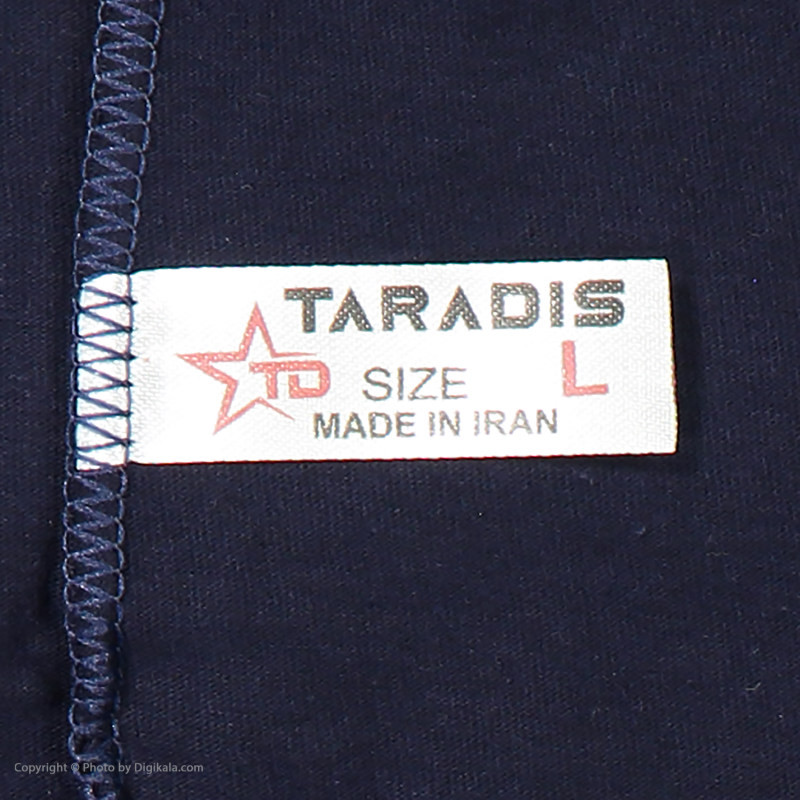 TARADIS
TD
SIZE L
MADE IN IRAN
Copyright © Photo by Digikala.com